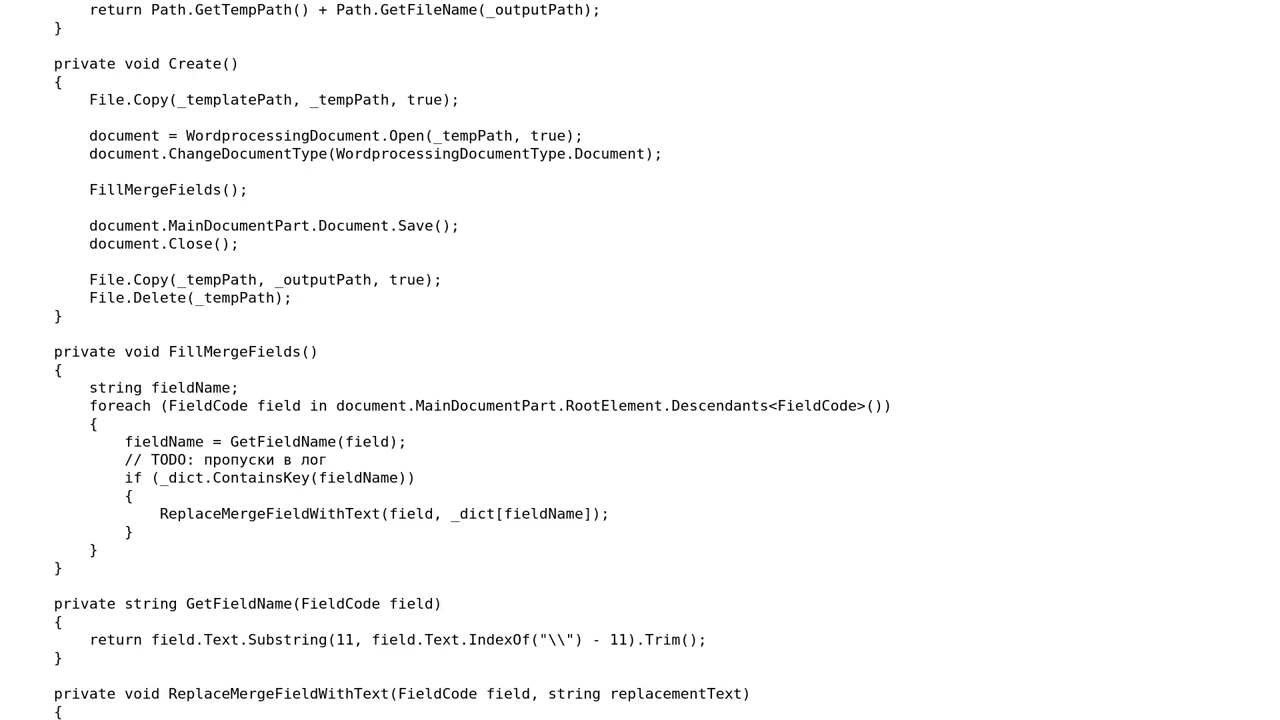 return Path.GetTempPath() + Path.GetFileName(_outputPath);
}
private void Create()
{
File.Copy(_templatePath, _tempPath, true);
document = WordprocessingDocument.Open(_tempPath, true);
document.ChangeDocumentType(WordprocessingDocumentType.Document);
FillMergeFields();
document.MainDocumentPart.Document.Save();
document.Close();
File.Copy(_tempPath, _outputPath, true);
File.Delete(_tempPath);
}
private void FillMergeFields()
{
string fieldName;
foreach (FieldCode field in document.MainDocumentPart.RootElement.Descendants<FieldCode>())
{
fieldName = GetFieldName(field);
// TODO: пропуски в лог
if (_dict.ContainsKey(fieldName))
{
ReplaceMergeFieldWithText(field, _dict[fieldName]);
}
}
}
private string GetFieldName(FieldCode field)
{
return field.Text.Substring(11, field.Text.IndexOf("\\") - 11).Trim();
}
private void ReplaceMergeFieldWithText(FieldCode field, string replacementText)
{